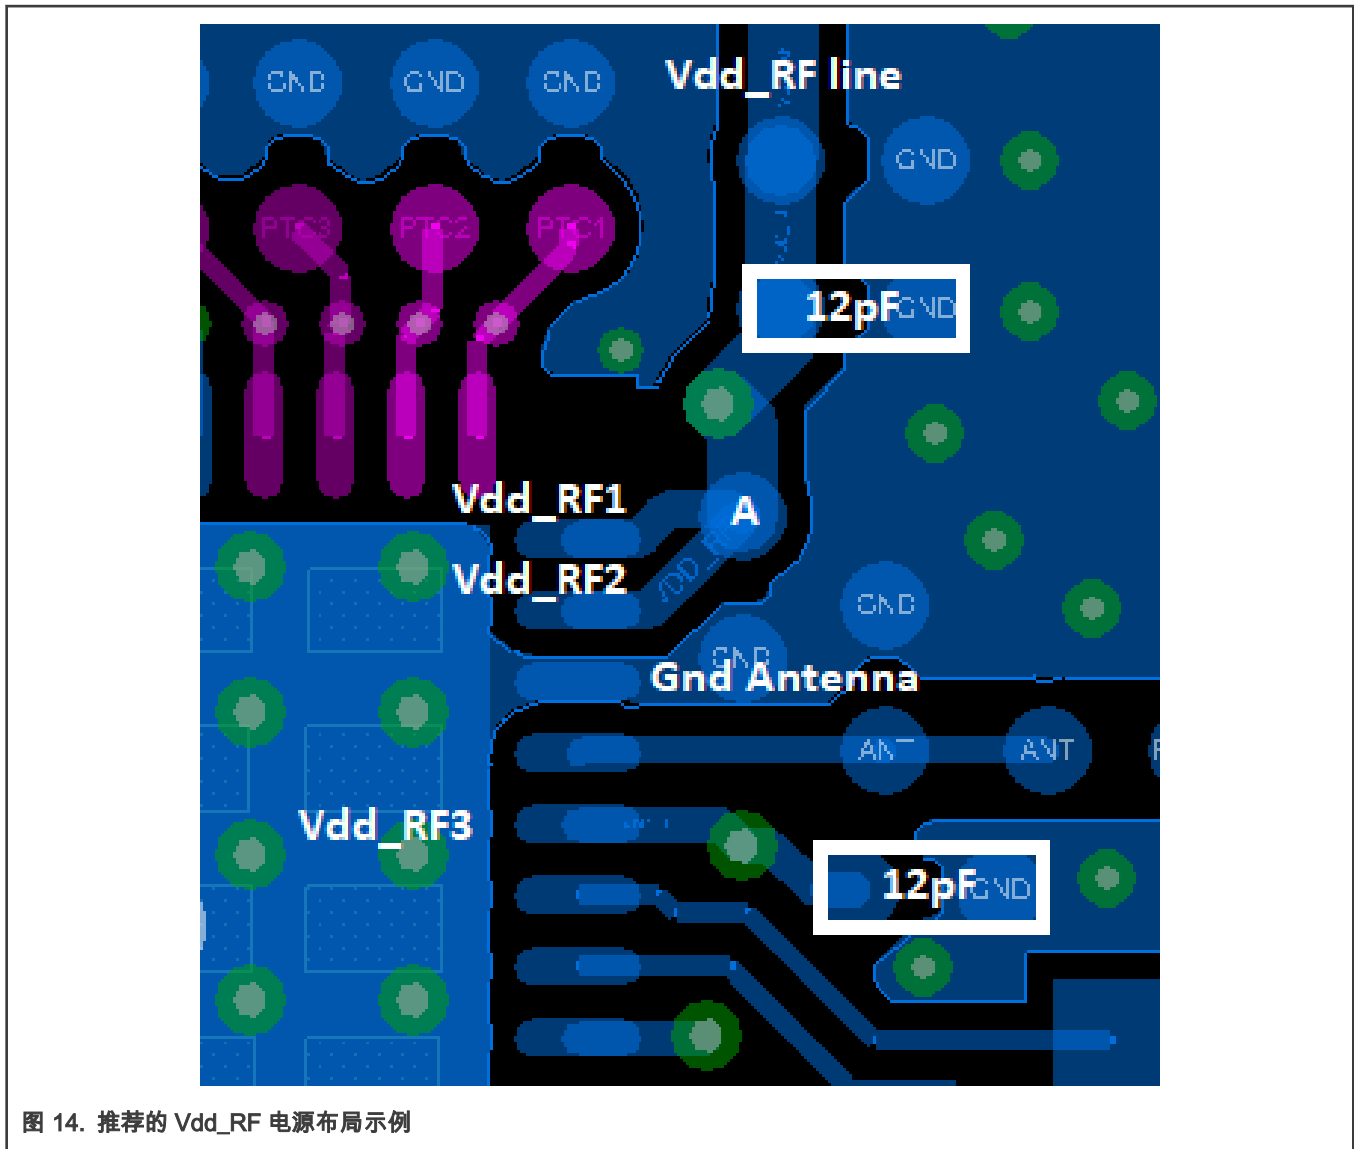 GND GND GND
Vdd_RF line
GND
PTC3 PTC2 PTC1
12pF GND
Vdd_RF1
A
Vdd_RF2
GND
GND
Gnd Antenna
ANT ANT
Vdd_RF3
12pF GND
图 14. 推荐的 Vdd_RF 电源布局示例